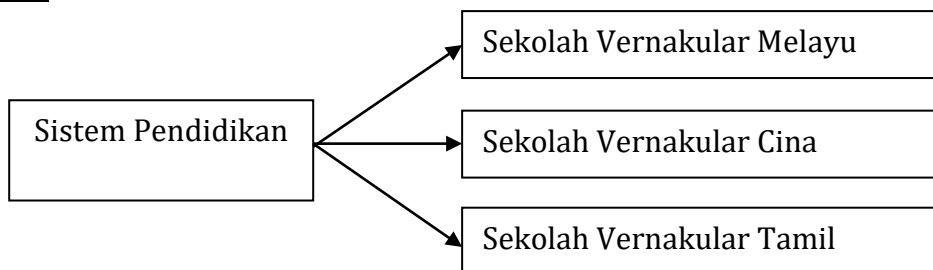 Sekolah Vernakular Melayu
Sistem Pendidikan
Sekolah Vernakular Cina
Sekolah Vernakular Tamil